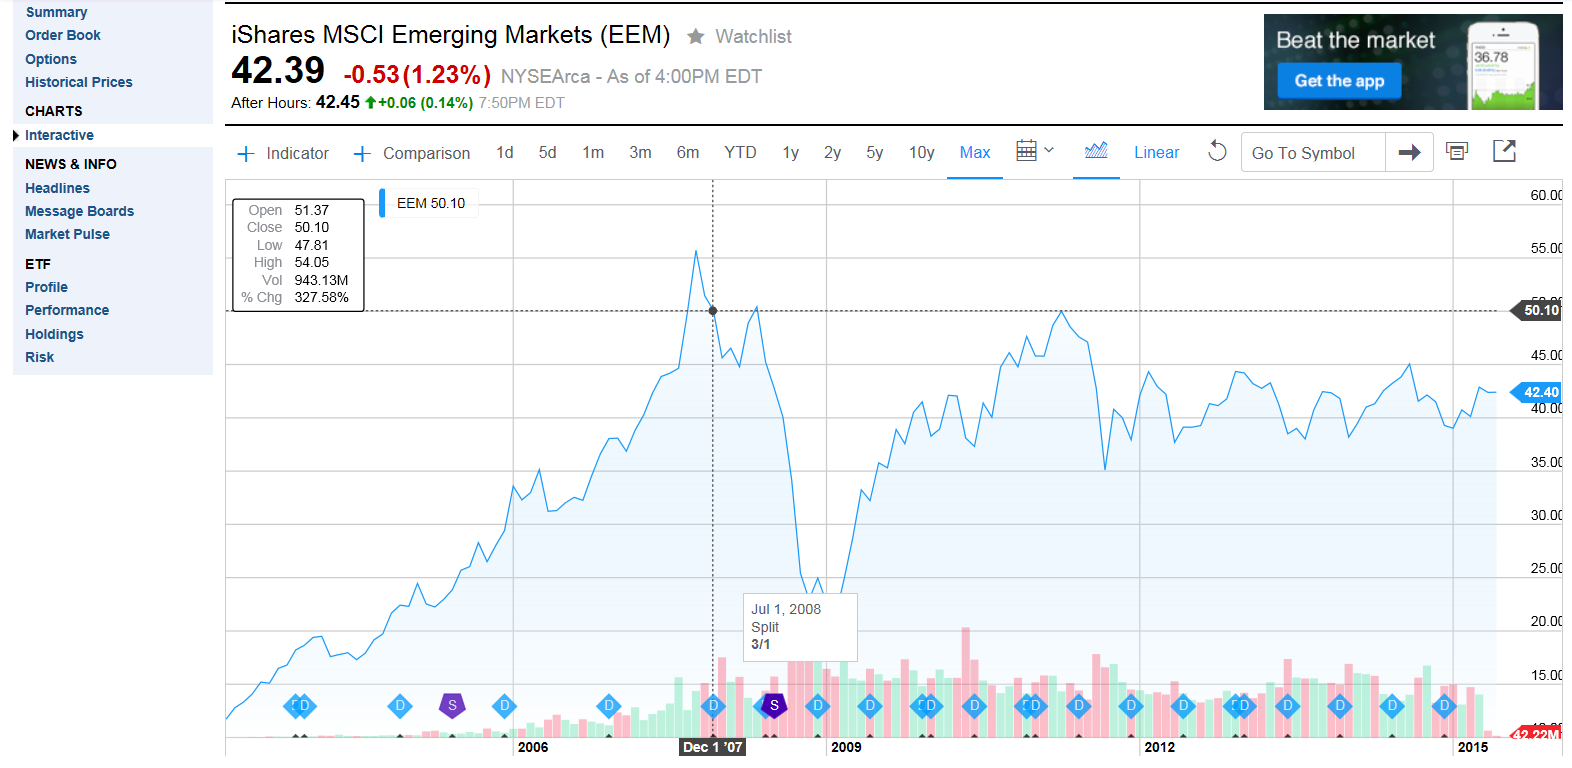 Summary
Order Book
Options
Historical Prices
CHARTS
Interactive
NEWS & INFO
Headlines
Message Boards
Market Pulse
ETF
Profile
Performance
Holdings
Risk
iShares MSCI Emerging Markets (EEM) Watchlist
42.39 -0.53(1.23%) NYSEArca - As of 4:00PM EDT
After Hours: 42.45 +0.06 (0.14%) 7:50PM EDT
Beat the market
Get the app
36.78
Indicator Comparison 1d 5d 1m 3m 6m YTD 1y 2y 5y 10y Max Linear Go To Symbol
EEM 50.10
Open 51.37
Close 50.10
Low 47.81
High 54.05
Vol 943.13M
% Chg 327.58%
60.00
55.00
50.10
45.00
42.40
40.00
35.00
30.00
25.00
20.00
15.00
42.22M
Jul 1, 2008
Split
3/1
D D S D D D S D D D D D D D D D D D D D D D
2006 Dec 1 '07 2009 2012 2015